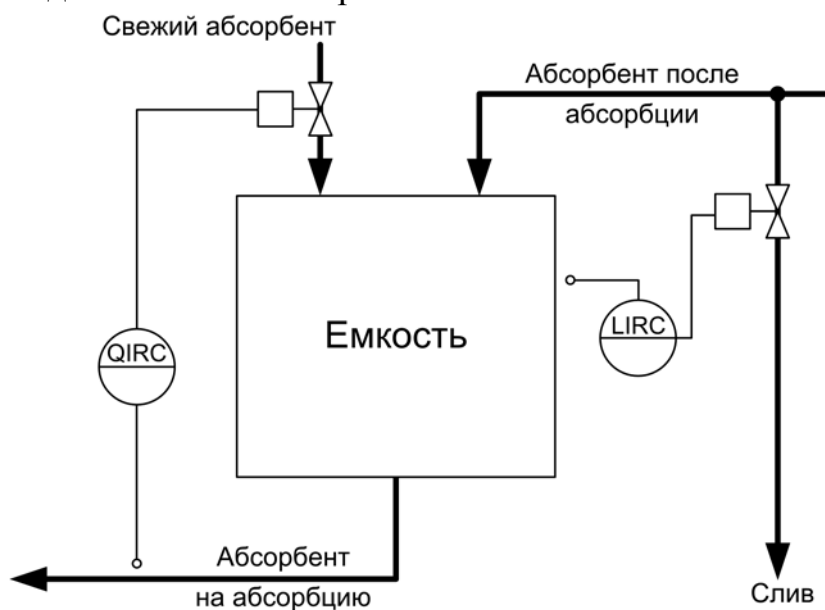 Свежий абсорбент
Абсорбент после
абсорбции
QIRC
Емкость
LIRC
Абсорбент
на абсорбцию
Слив